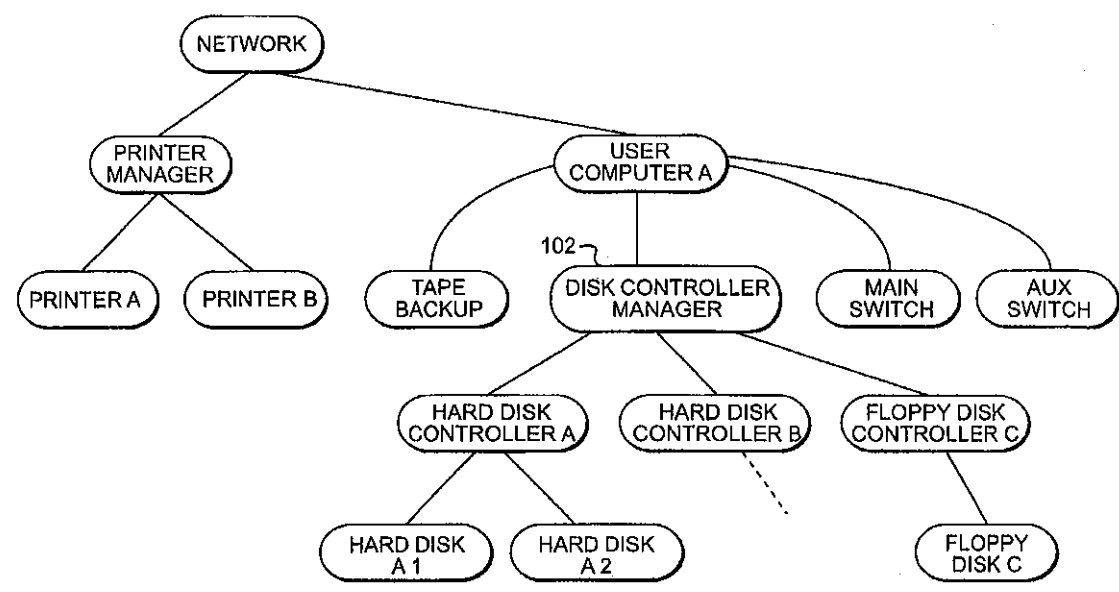 NETWORK
PRINTER
MANAGER
USER
COMPUTER A
102
PRINTER A
PRINTER B
TAPE
BACKUP
DISK CONTROLLER
MANAGER
MAIN
SWITCH
AUX
SWITCH
HARD DISK
CONTROLLER A
HARD DISK
CONTROLLER B
FLOPPY DISK
CONTROLLER C
HARD DISK
A 1
HARD DISK
A 2
FLOPPY
DISK C